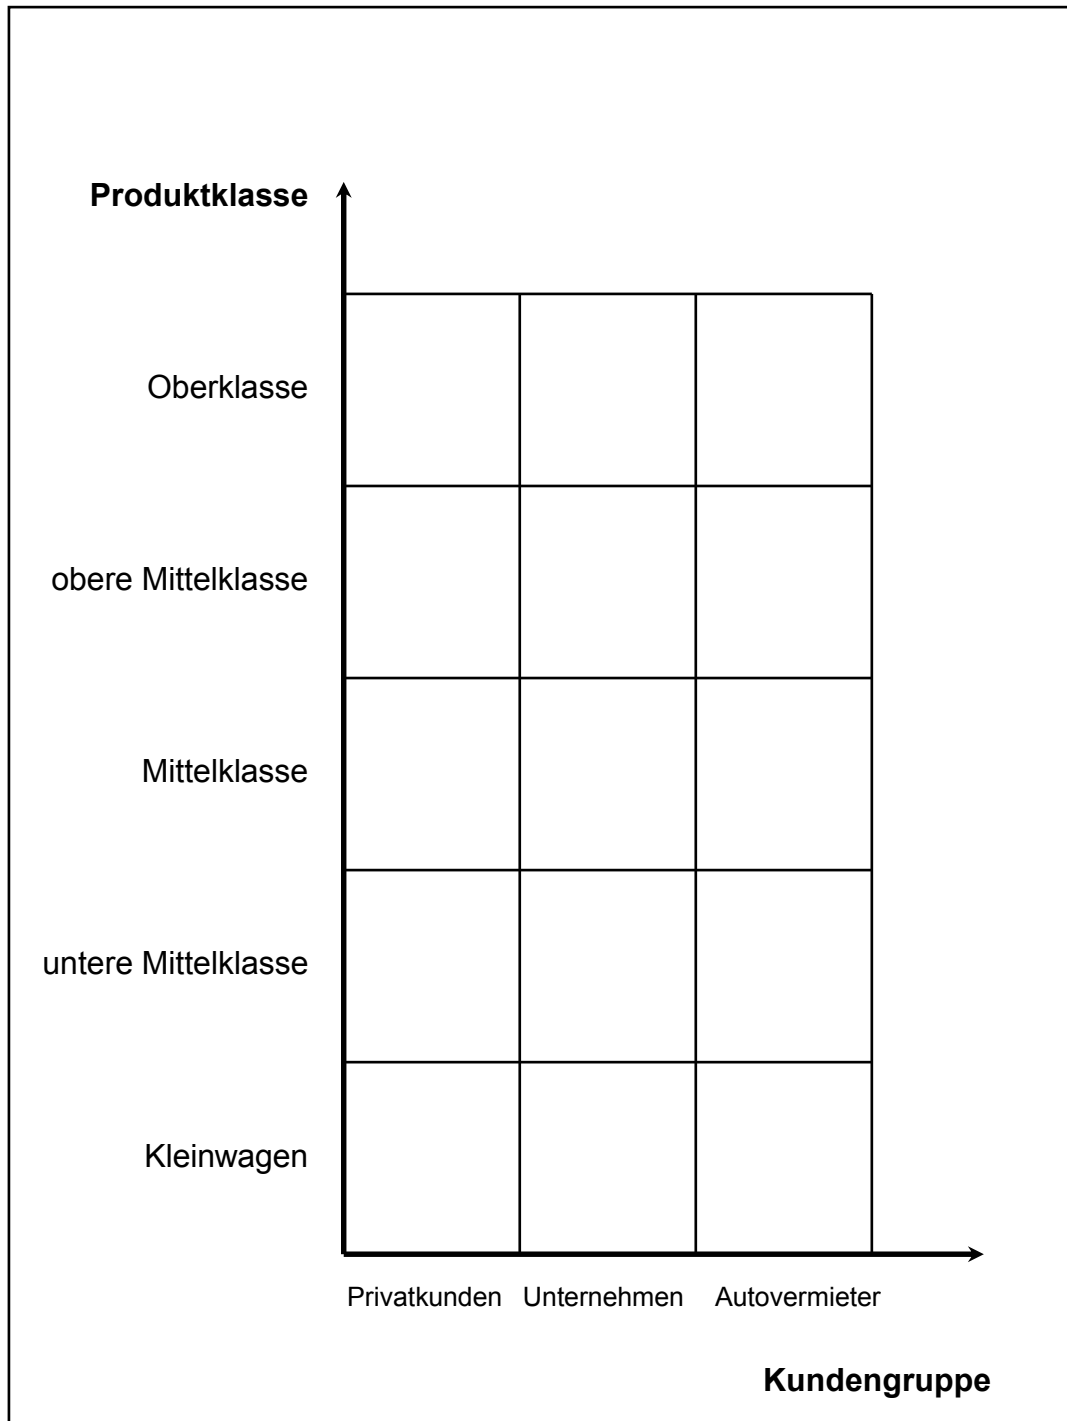 Produktklasse
Oberklasse
obere Mittelklasse
Mittelklasse
untere Mittelklasse
Kleinwagen
Privatkunden Unternehmen Autovermieter
Kundengruppe